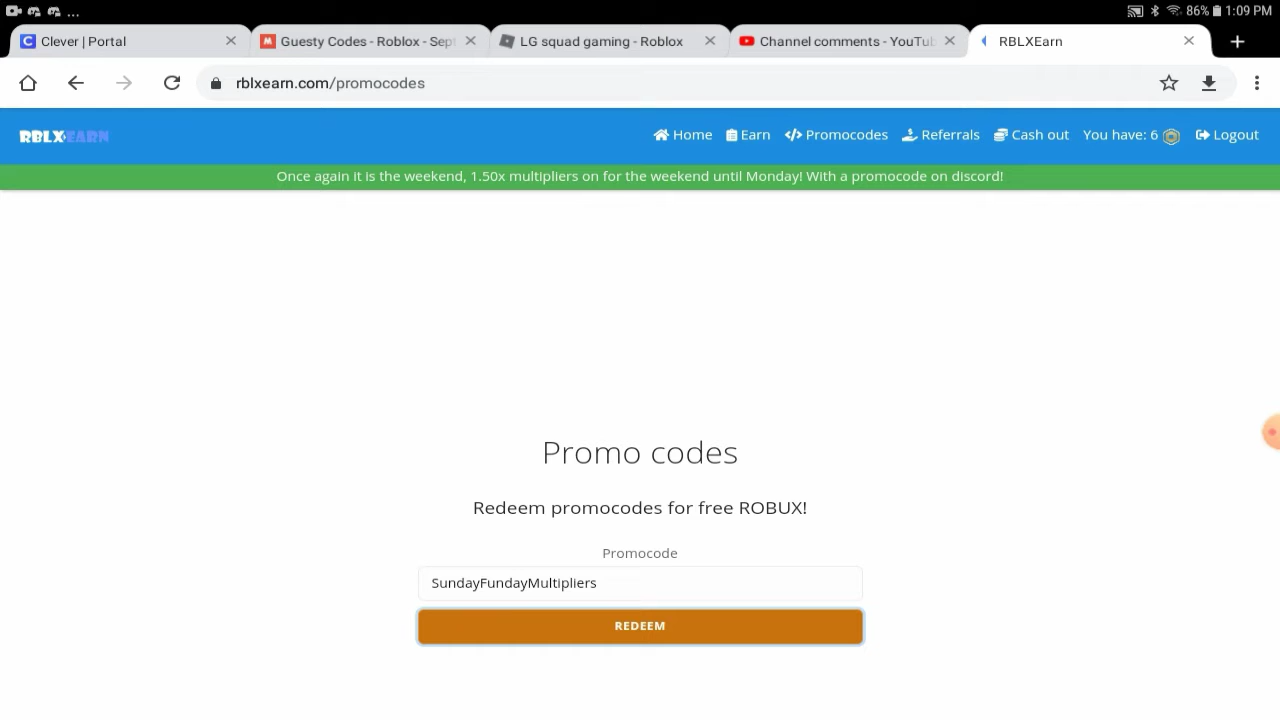 ... 86% 1:09 PM
Clever | Portal
Guesty Codes - Roblox - Sept
LG squad gaming - Roblox
Channel comments - YouTub
RBLXEarn
rblxearn.com/promocodes
RBLXEARN
Home Earn Promocodes Referrals Cash out You have: 6 Logout
Once again it is the weekend, 1.50x multipliers on for the weekend until Monday! With a promocode on discord!
Promo codes
Redeem promocodes for free ROBUX!
Promocode
SundayFundayMultipliers
REDEEM